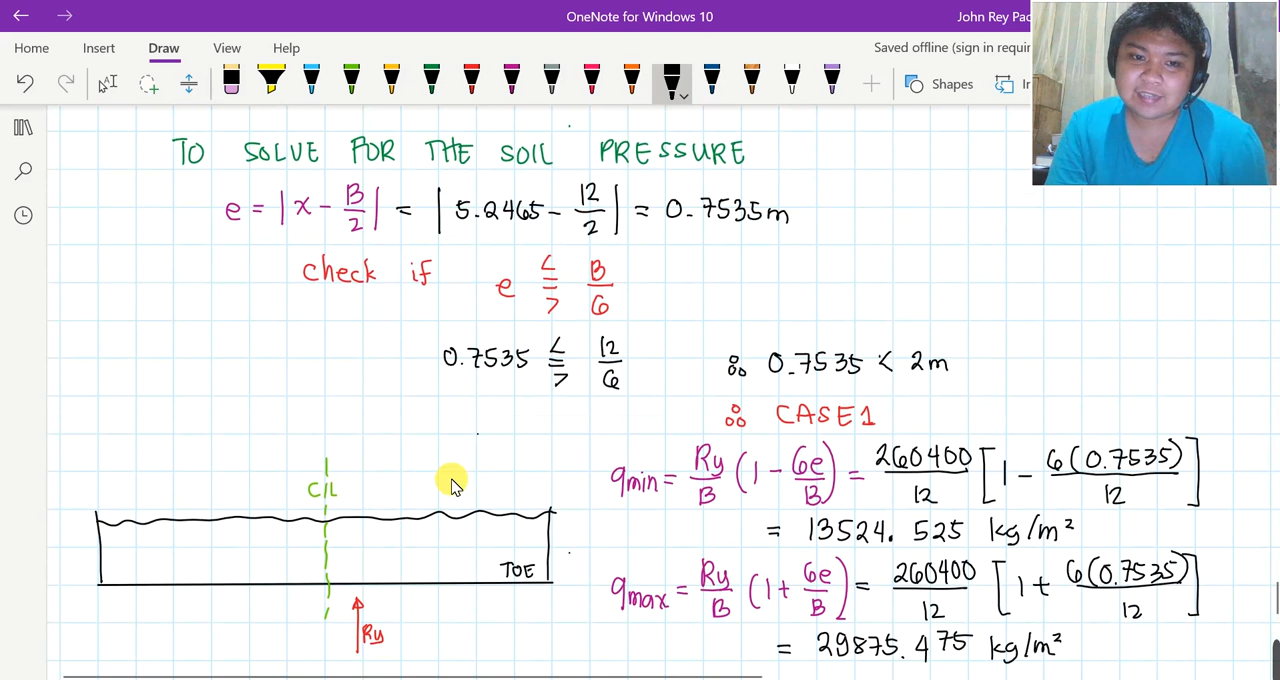 OneNote for Windows 10
John Rey Pac
Home Insert Draw View Help
Saved offline (sign in requir
Shapes
In
TO SOLVE FOR THE SOIL PRESSURE
e = | x - B/2 | = | 5.2465 - 12/2 | = 0.7535m
check if e < = > B/6
0.7535 < = > 12/6 ∴ 0.7535 < 2m
∴ CASE 1
qmin = Ry/B (1 - 6e/B) = 260400/12 [1 - 6(0.7535)/12]
= 13524.525 kg/m²
qmax = Ry/B (1 + 6e/B) = 260400/12 [1 + 6(0.7535)/12]
= 29875.475 kg/m²
C/L
TOE
Ry